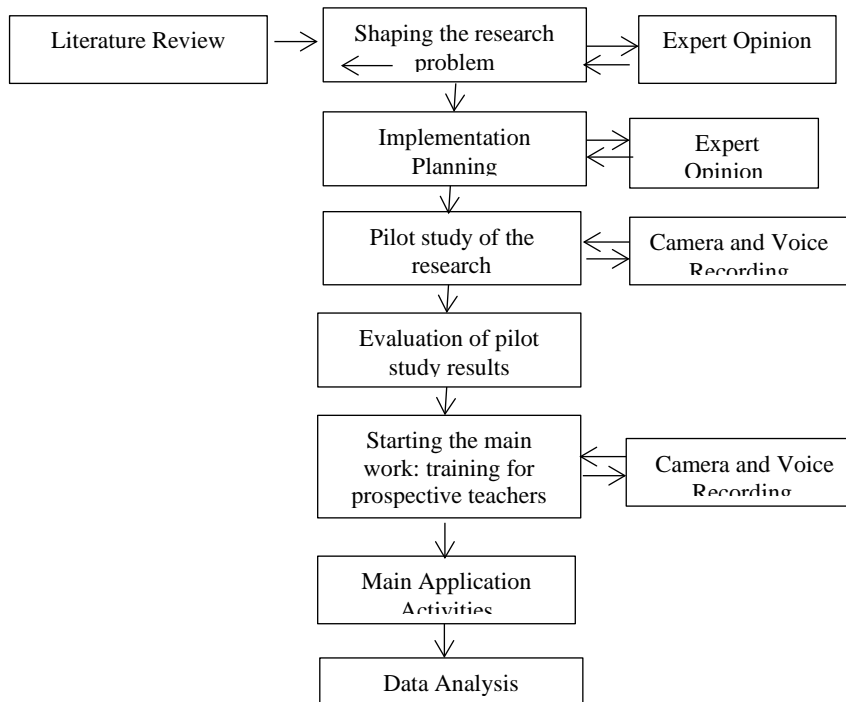 Literature Review
Shaping the research
problem
Expert Opinion
Implementation
Planning
Expert
Opinion
Pilot study of the
research
Camera and Voice
Recording
Evaluation of pilot
study results
Starting the main
work: training for
prospective teachers
Camera and Voice
Recording
Main Application
Activities
Data Analysis